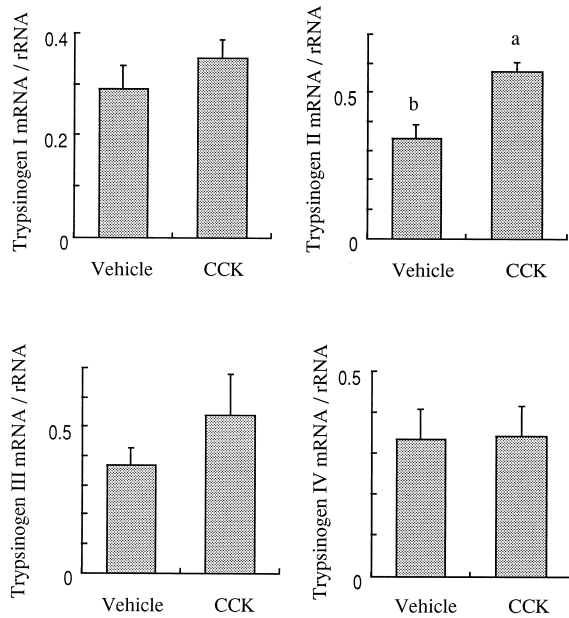 Trypsinogen I mRNA / rRNA
0.4
0.2
0
Vehicle CCK
Trypsinogen II mRNA / rRNA
0.5
0
b
a
Vehicle CCK
Trypsinogen III mRNA / rRNA
0.5
0
Vehicle CCK
Trypsinogen IV mRNA / rRNA
0.5
0
Vehicle CCK